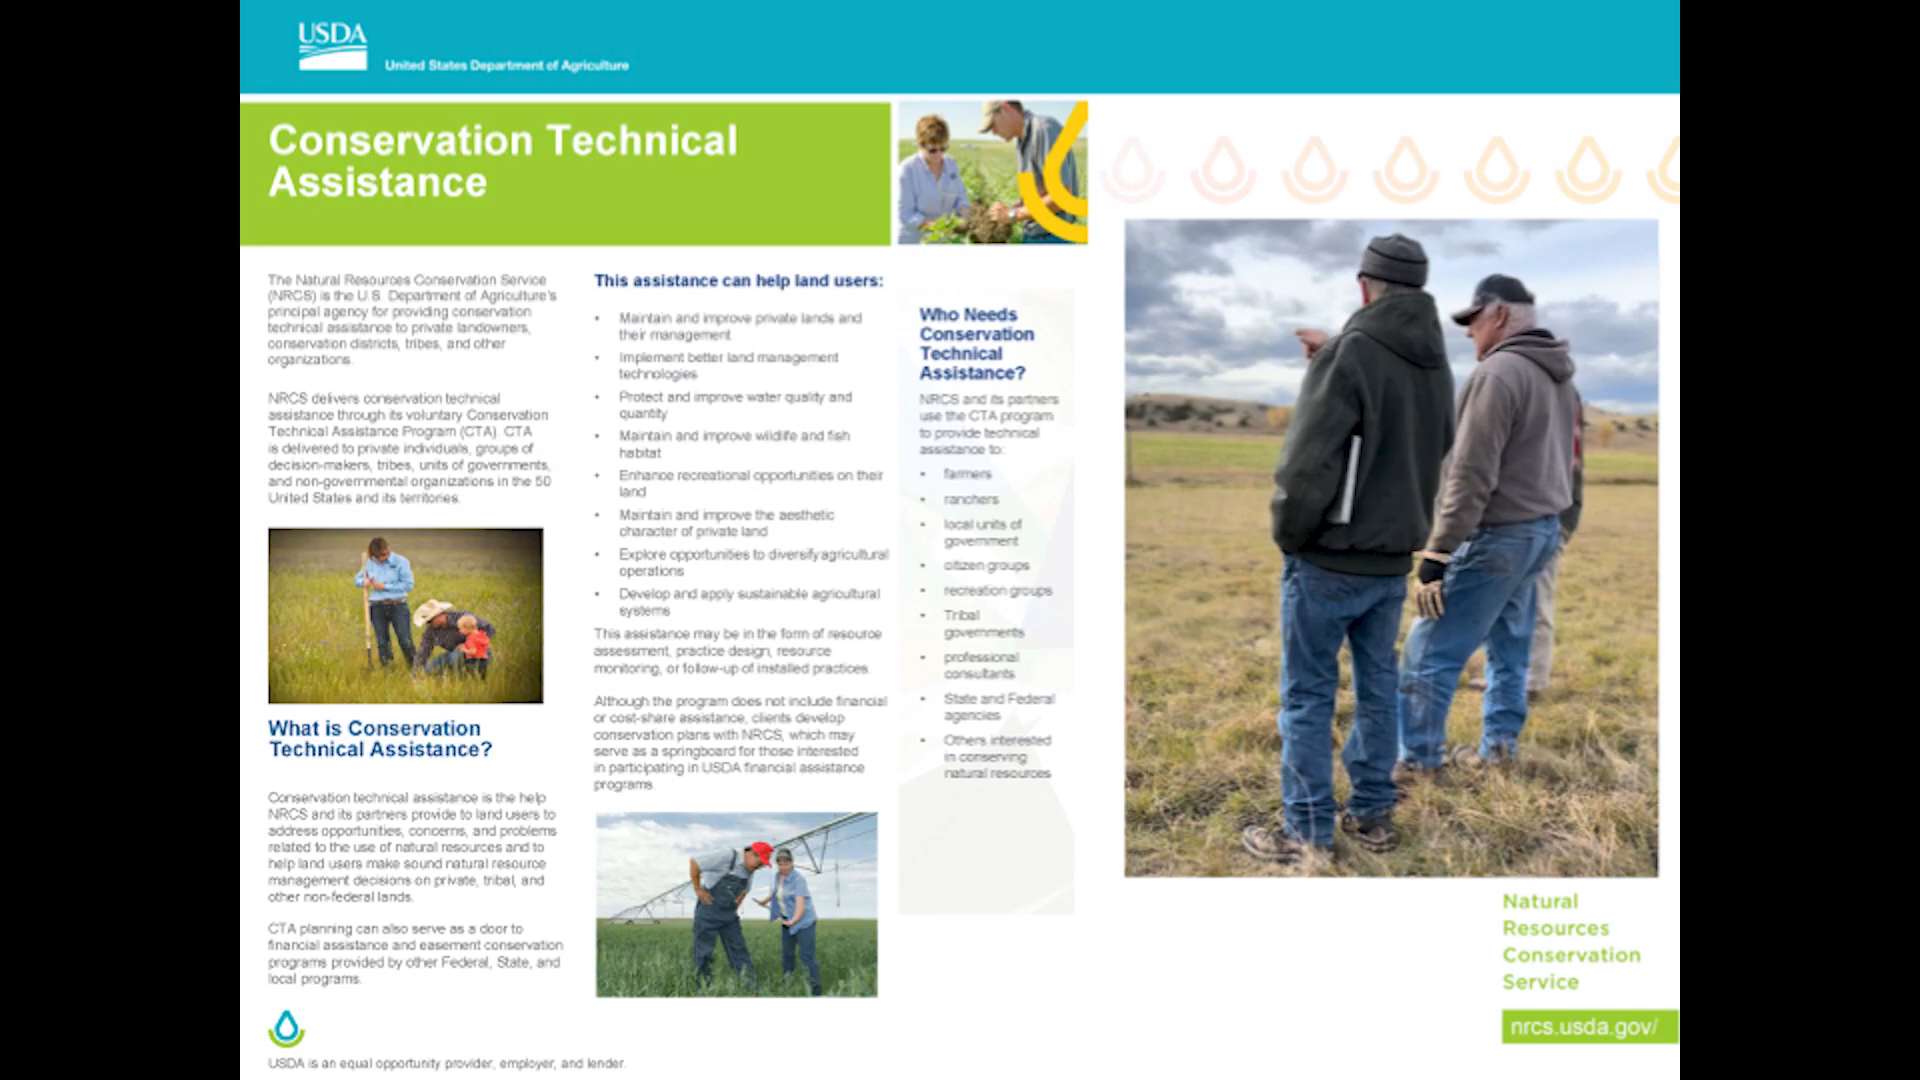 USDA
United States Department of Agriculture
Conservation Technical
Assistance
The Natural Resources Conservation Service
(NRCS) is the U.S. Department of Agriculture's
principal agency for providing conservation
technical assistance to private landowners,
conservation districts, tribes, and other
organizations.
NRCS delivers conservation technical
assistance through its voluntary Conservation
Technical Assistance Program (CTA). CTA
is delivered to private individuals, groups of
decision-makers, tribes, units of governments,
and non-governmental organizations in the 50
United States and its territories.
What is Conservation
Technical Assistance?
Conservation technical assistance is the help
NRCS and its partners provide to land users to
address opportunities, concerns, and problems
related to the use of natural resources and to
help land users make sound natural resource
management decisions on private, tribal, and
other non-federal lands.
CTA planning can also serve as a door to
financial assistance and easement conservation
programs provided by other Federal, State, and
local programs.
USDA is an equal opportunity provider, employer, and lender.
This assistance can help land users:
• Maintain and improve private lands and
their management
• Implement better land management
technologies
• Protect and improve water quality and
quantity
• Maintain and improve wildlife and fish
habitat
• Enhance recreational opportunities on their
land
• Maintain and improve the aesthetic
character of private land
• Explore opportunities to diversify agricultural
operations
• Develop and apply sustainable agricultural
systems
This assistance may be in the form of resource
assessment, practice design, resource
monitoring, or follow-up of installed practices.
Although the program does not include financial
or cost-share assistance, clients develop
conservation plans with NRCS, which may
serve as a springboard for those interested
in participating in USDA financial assistance
programs.
Who Needs
Conservation
Technical
Assistance?
NRCS and its partners
use the CTA program
to provide technical
assistance to:
• farmers
• ranchers
• local units of
government
• citizen groups
• recreation groups
• Tribal
governments
• professional
consultants
• State and Federal
agencies
• Others interested
in conserving
natural resources
Natural
Resources
Conservation
Service
nrcs.usda.gov/